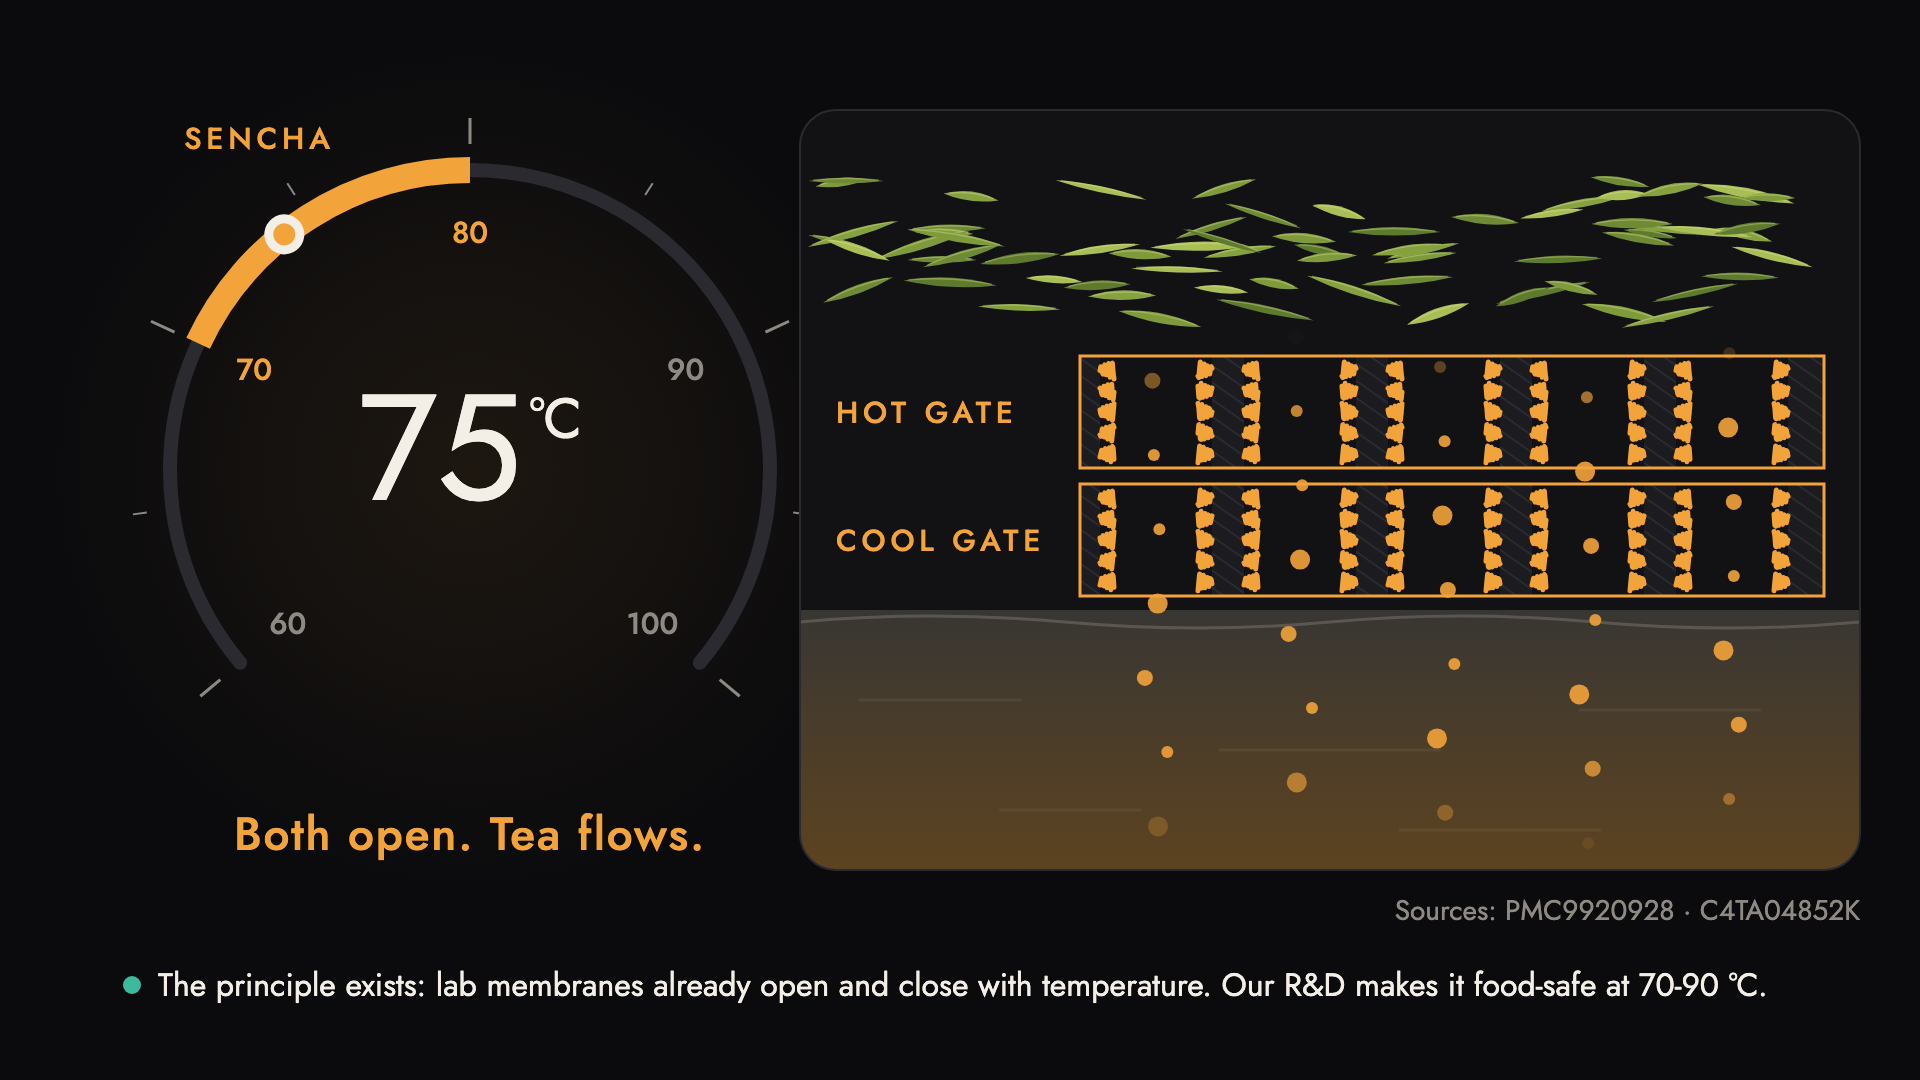 SENCHA
80
70
90
75°C
60
100
Both open. Tea flows.
HOT GATE
COOL GATE
Sources: PMC9920928 · C4TA04852K
The principle exists: lab membranes already open and close with temperature. Our R&D makes it food-safe at 70-90 °C.